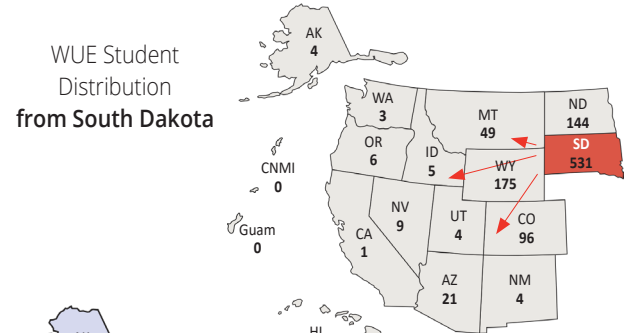 WUE Student
Distribution
from South Dakota
AK
4
WA
3
MT
49
ND
144
SD
531
OR
6
ID
5
WY
175
CNMI
0
Guam
0
CA
1
NV
9
UT
4
CO
96
AZ
21
NM
4
HI